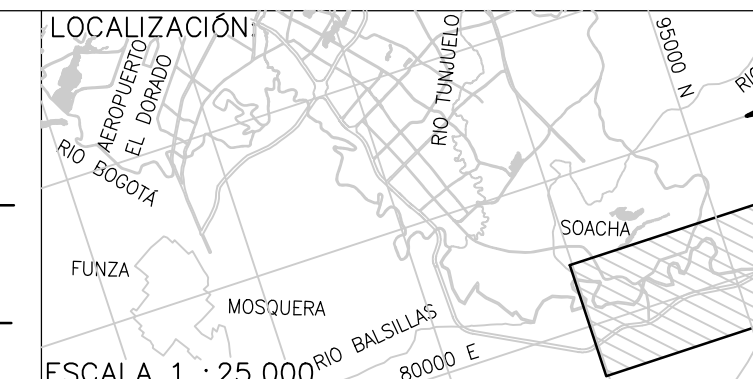 LOCALIZACIÓN:
AEROPUERTO
EL DORADO
RIO TUNJUELO
95000 N
RIO
RIO BOGOTÁ
SOACHA
FUNZA
MOSQUERA
RIO BALSILLAS
80000 E
ESCALA 1 : 25.000